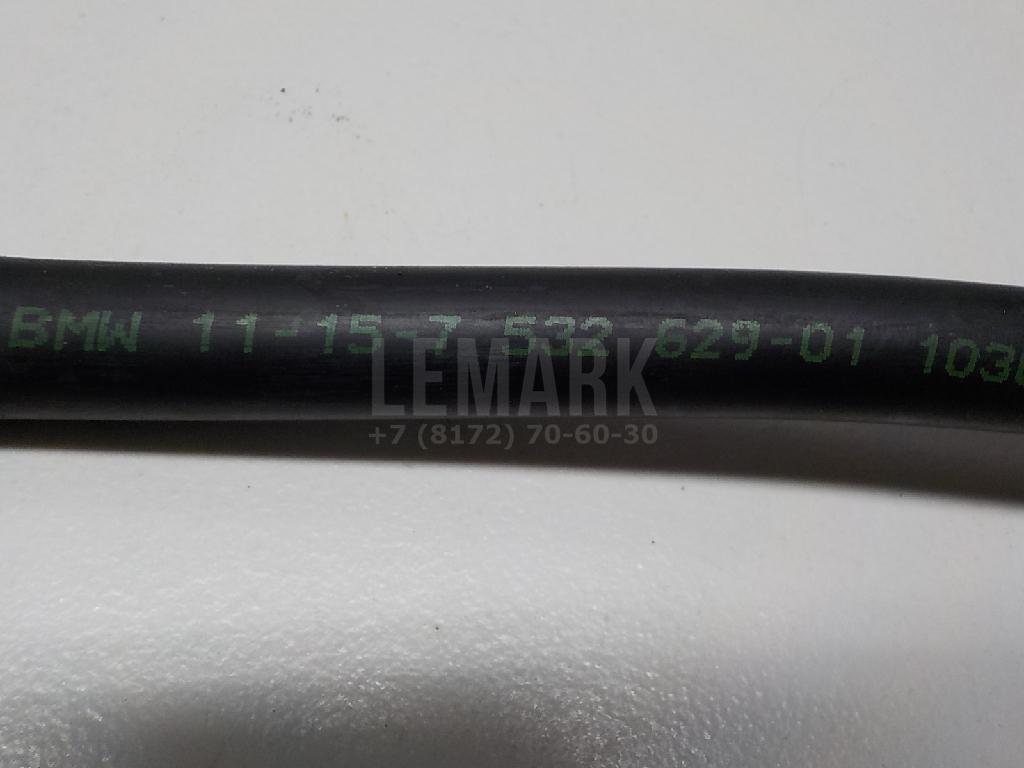 BMW 11-15-7 532 629-01
LEMARK
+7 (8172) 70-60-30